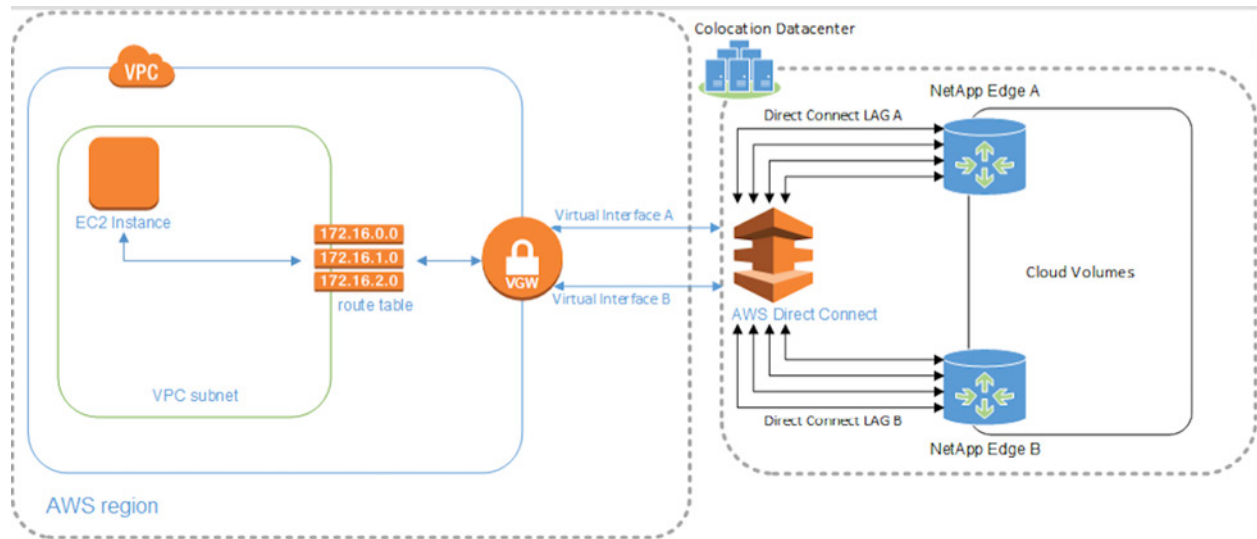 Colocation Datacenter
VPC
NetApp Edge A
Direct Connect LAG A
EC2 Instance
Virtual Interface A
172.16.0.0
172.16.1.0
172.16.2.0
route table
VGW
Virtual Interface B
Cloud Volumes
AWS Direct Connect
VPC subnet
Direct Connect LAG B
NetApp Edge B
AWS region